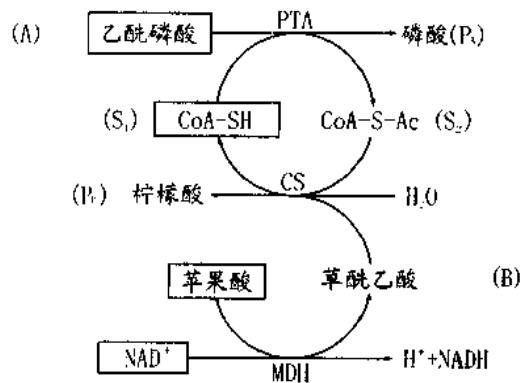 (A) 乙酰磷酸 PTA 磷酸(P₁)
(S₁) CoA-SH CoA-S-Ac (S₂)
(P₂) 柠檬酸 CS H₂O
苹果酸 草酰乙酸 (B)
NAD⁺ MDH H⁺+NADH